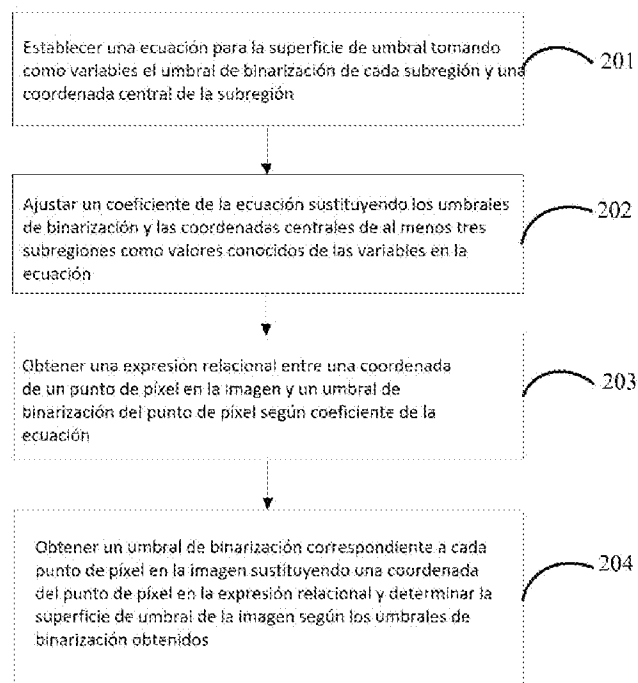 Establecer una ecuación para la superficie de umbral tomando
como variables el umbral de binarización de cada subregión y una
coordenada central de la subregión
201
Ajustar un coeficiente de la ecuación sustituyendo los umbrales
de binarización y las coordenadas centrales de al menos tres
subregiones como valores conocidos de las variables en la
ecuación
202
Obtener una expresión relacional entre una coordenada
de un punto de píxel en la imagen y un umbral de
binarización del punto de píxel según coeficiente de la
ecuación
203
Obtener un umbral de binarización correspondiente a cada
punto de píxel en la imagen sustituyendo una coordenada
del punto de píxel en la expresión relacional y determinar la
superficie de umbral de la imagen según los umbrales de
binarización obtenidos
204